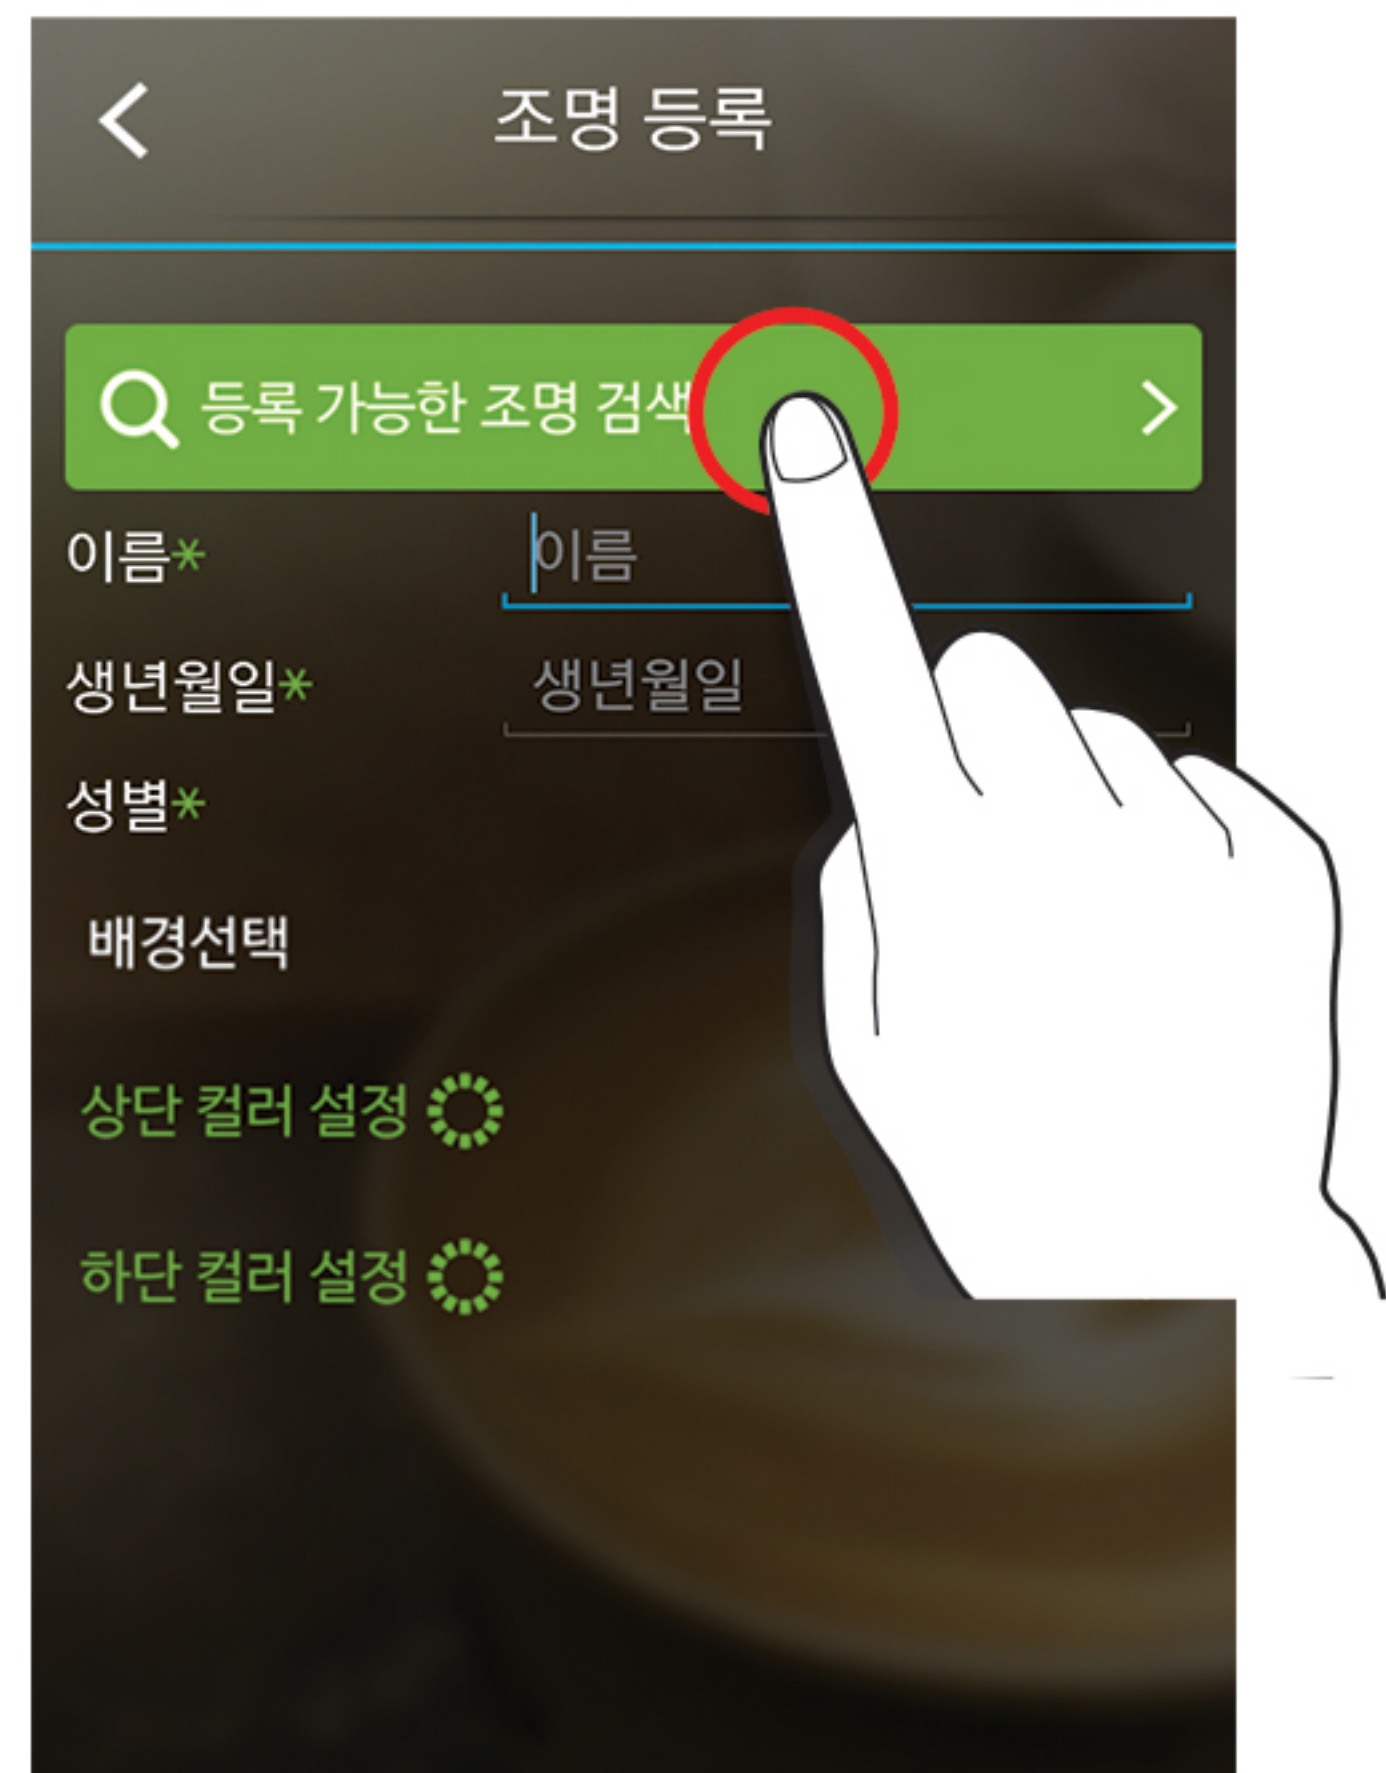 조명 등록
등록 가능한 조명 검색
이름* 이름
생년월일* 생년월일
성별*
배경선택
상단 컬러 설정
하단 컬러 설정